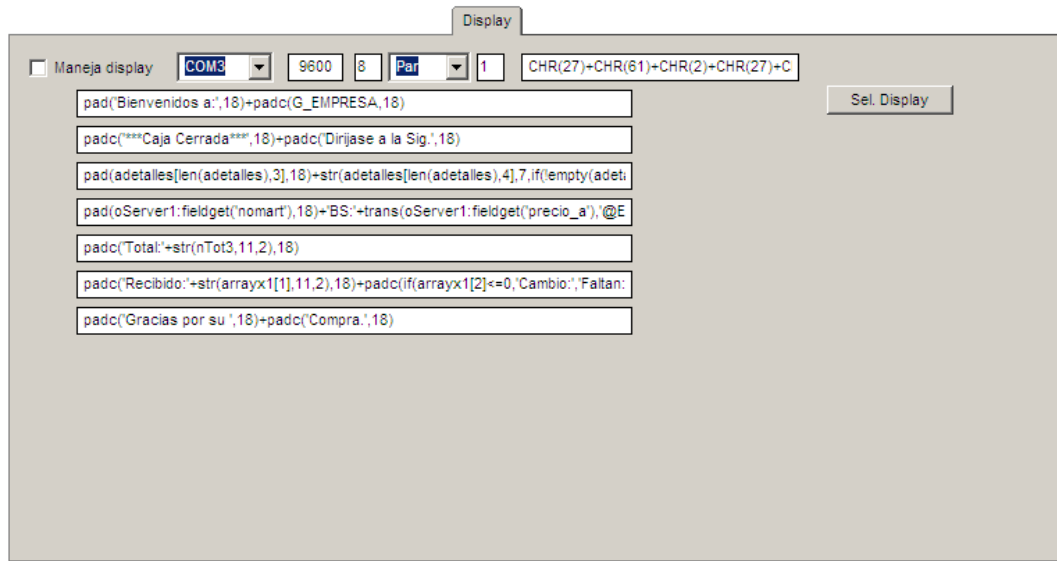 Display
Maneja display COM3 9600 8 Par 1 CHR(27)+CHR(61)+CHR(2)+CHR(27)+C
pad('Bienvenidos a:',18)+padc(G_EMPRESA,18)
Sel. Display
padc('***Caja Cerrada***',18)+padc('Dirijase a la Sig.',18)
pad(adetalles[len(adetalles),3],18)+str(adetalles[len(adetalles),4],7,if(!empty(adeta
pad(oServer1:fieldget('nomart'),18)+'BS:'+trans(oServer1:fieldget('precio_a'),'@E
padc('Total:'+str(nTot3,11,2),18)
padc('Recibido:'+str(arrayx1[1],11,2),18)+padc(if(arrayx1[2]<=0,'Cambio:','Faltan:
padc('Gracias por su ',18)+padc('Compra.',18)